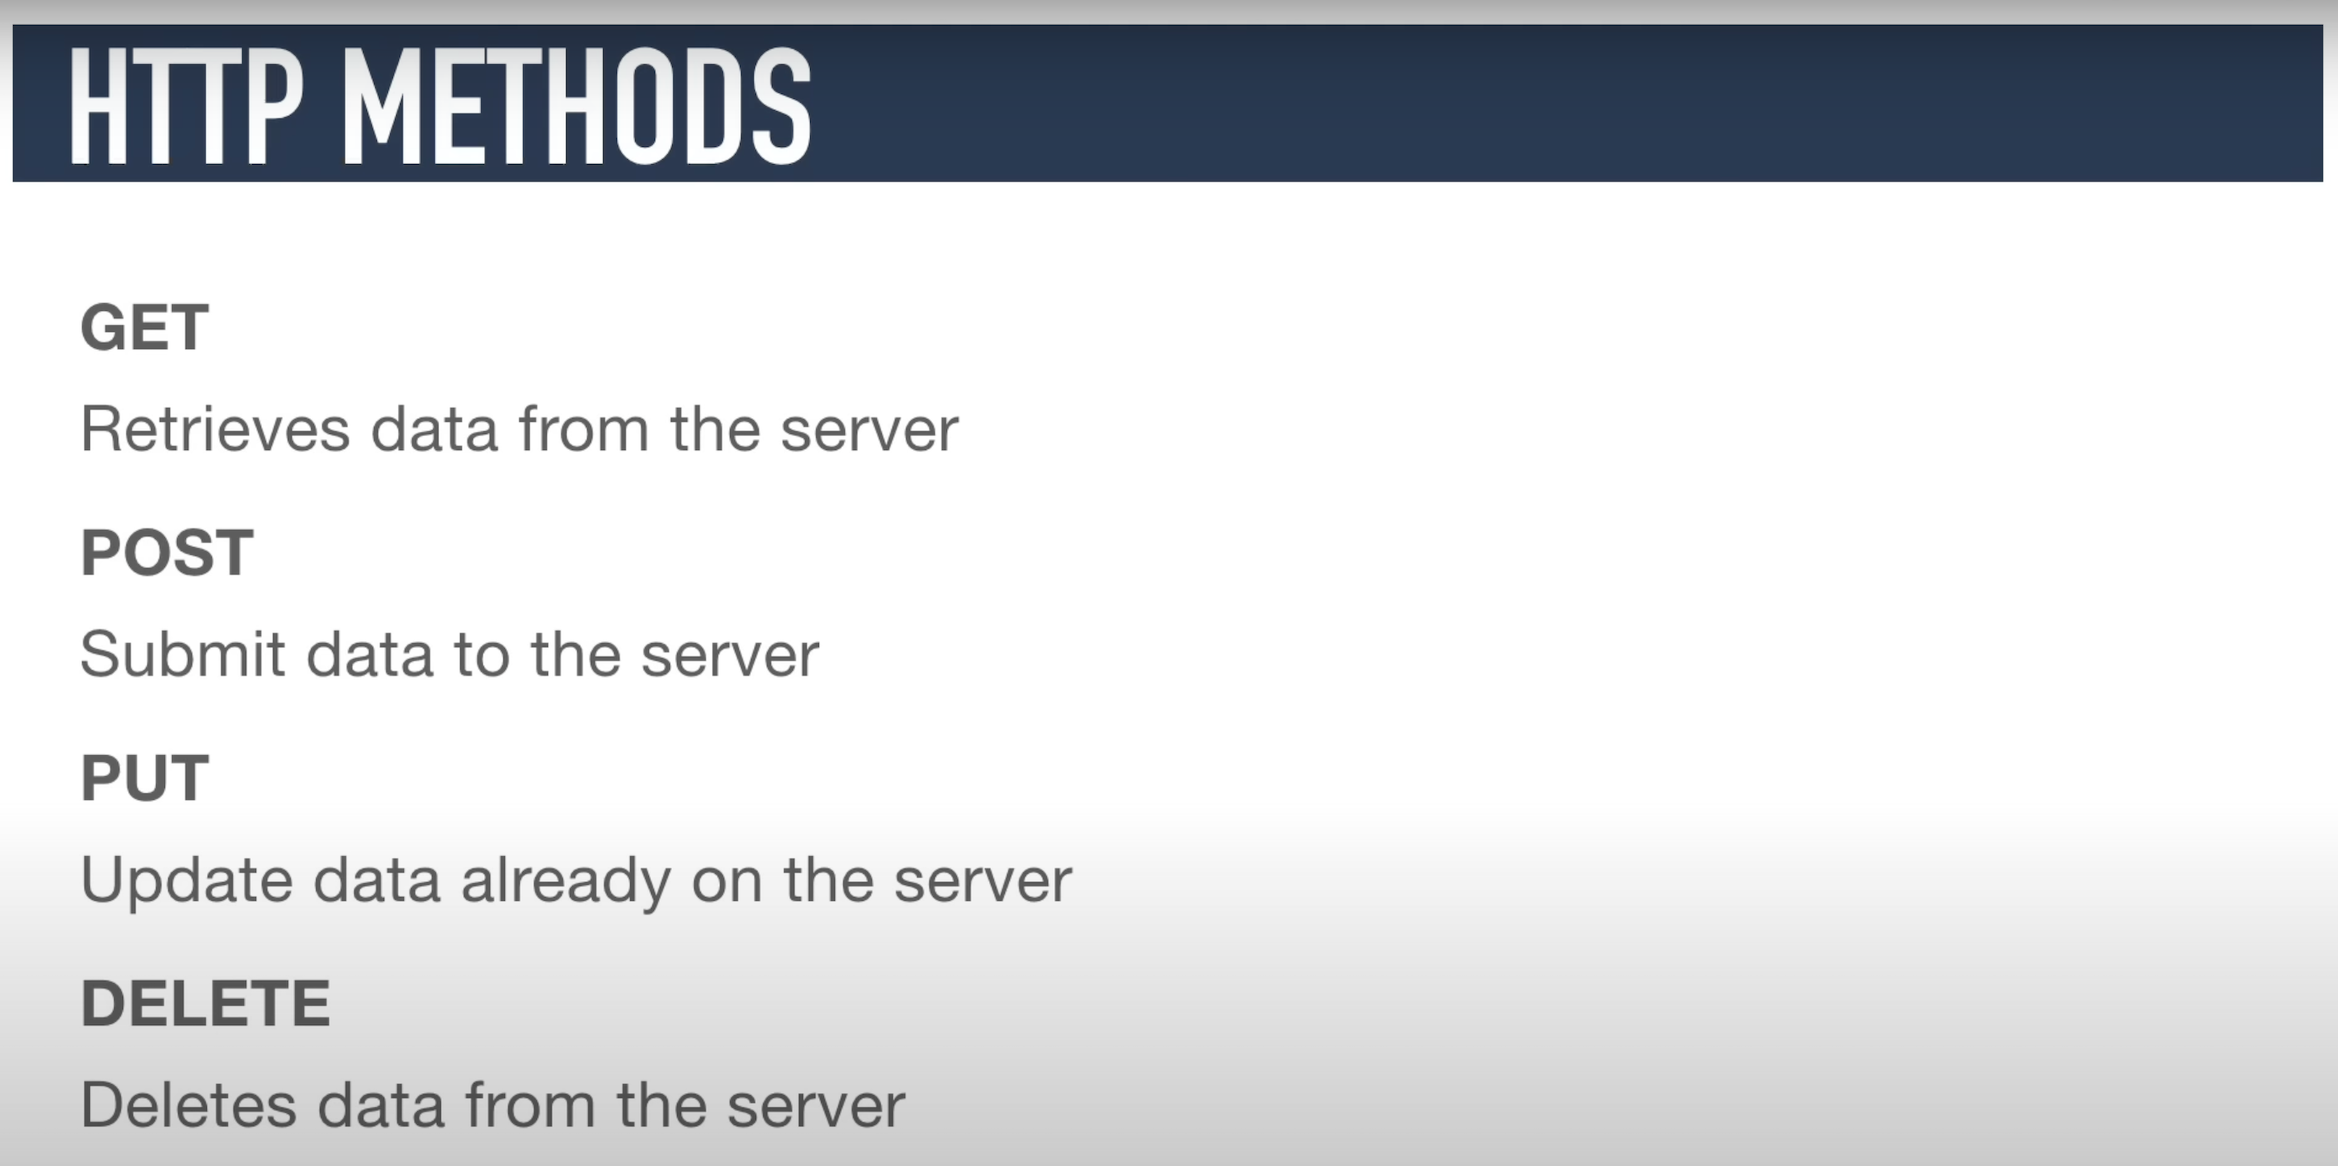 HTTP METHODS
GET
Retrieves data from the server
POST
Submit data to the server
PUT
Update data already on the server
DELETE
Deletes data from the server